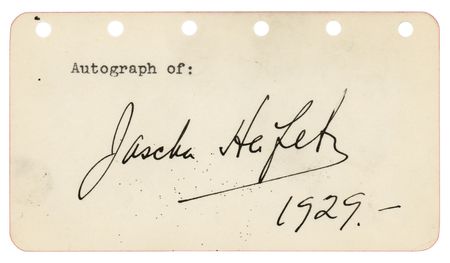 Autograph of:
Jascha Heifetz
1929.-